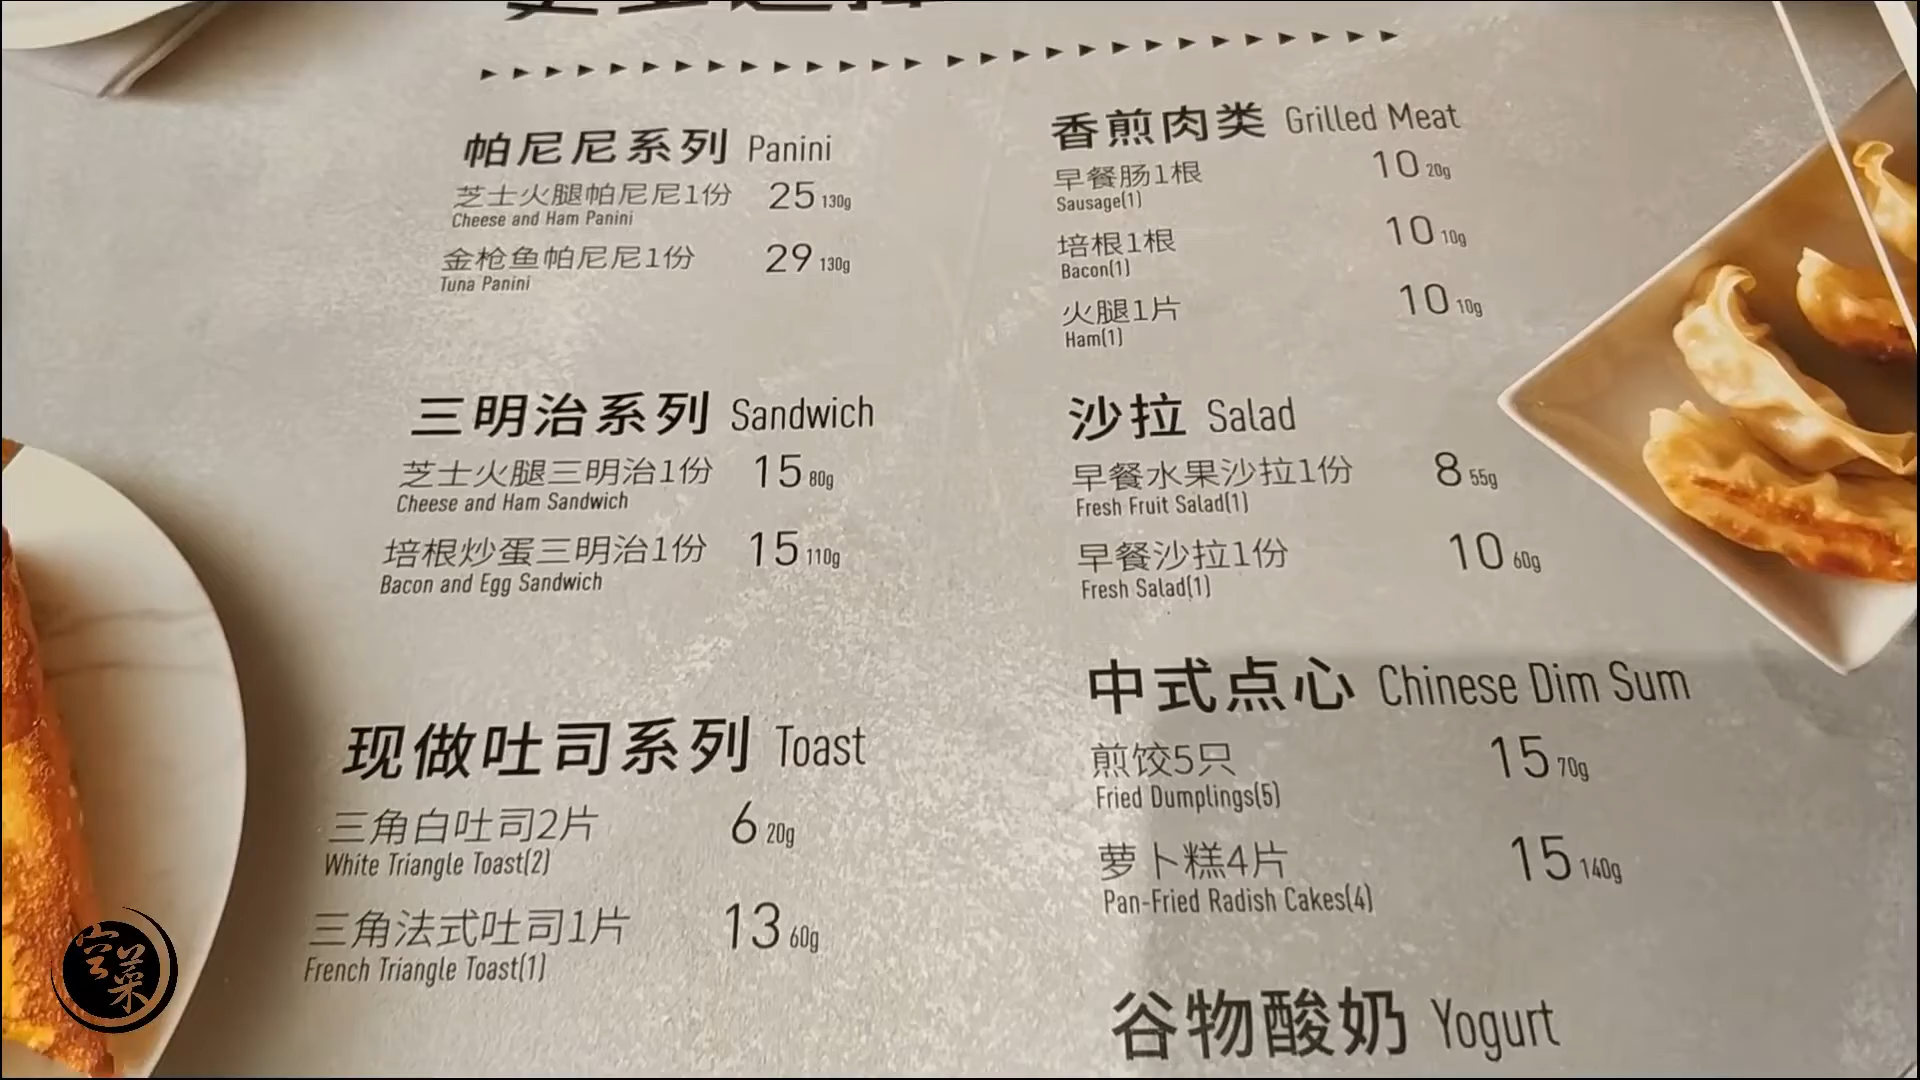 帕尼尼系列 Panini
芝士火腿帕尼尼1份 25 130g
Cheese and Ham Panini
金枪鱼帕尼尼1份 29 130g
Tuna Panini
三明治系列 Sandwich
芝士火腿三明治1份 15 80g
Cheese and Ham Sandwich
培根炒蛋三明治1份 15 110g
Bacon and Egg Sandwich
现做吐司系列 Toast
三角白吐司2片 6 20g
White Triangle Toast(2)
三角法式吐司1片 13 60g
French Triangle Toast(1)
香煎肉类 Grilled Meat
早餐肠1根 10 20g
Sausage(1)
培根1根 10 10g
Bacon(1)
火腿1片 10 10g
Ham(1)
沙拉 Salad
早餐水果沙拉1份 8 55g
Fresh Fruit Salad(1)
早餐沙拉1份 10 60g
Fresh Salad(1)
中式点心 Chinese Dim Sum
煎饺5只 15 70g
Fried Dumplings(5)
萝卜糕4片 15 140g
Pan-Fried Radish Cakes(4)
谷物酸奶 Yogurt